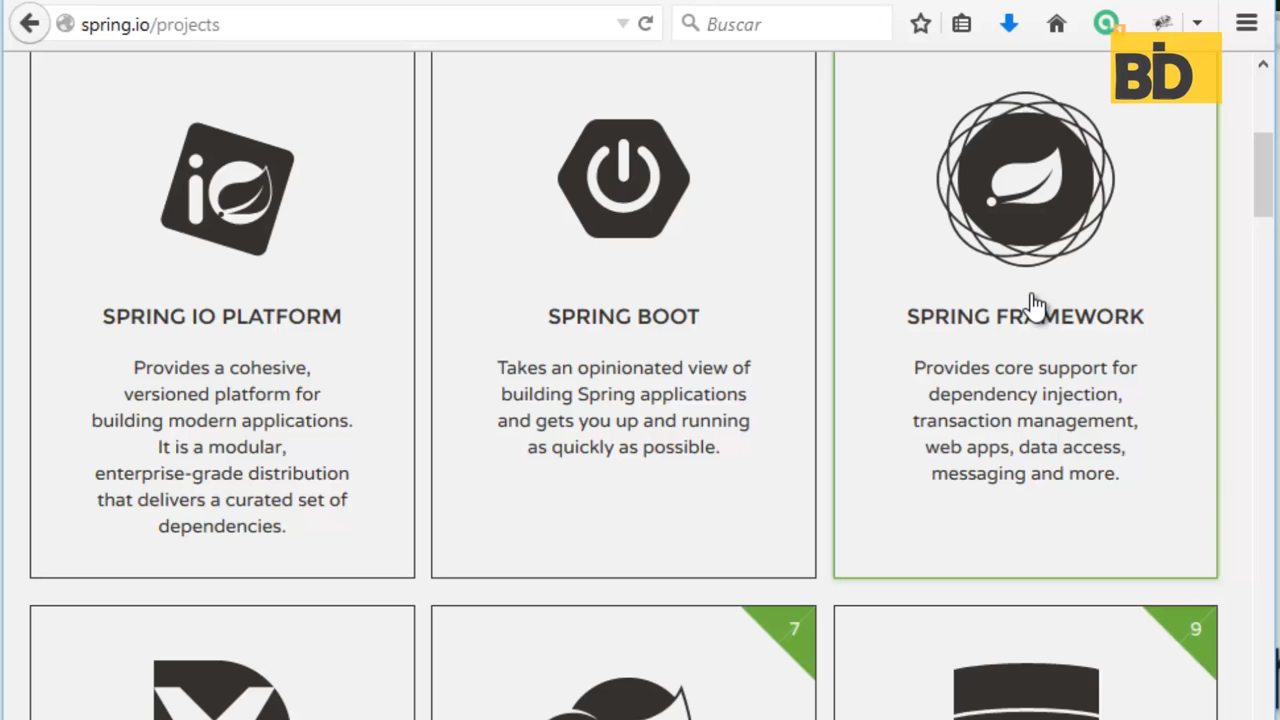 spring.io/projects
Buscar
BiD
iO
SPRING IO PLATFORM
Provides a cohesive,
versioned platform for
building modern applications.
It is a modular,
enterprise-grade distribution
that delivers a curated set of
dependencies.
SPRING BOOT
Takes an opinionated view of
building Spring applications
and gets you up and running
as quickly as possible.
SPRING FRAMEWORK
Provides core support for
dependency injection,
transaction management,
web apps, data access,
messaging and more.
7
9